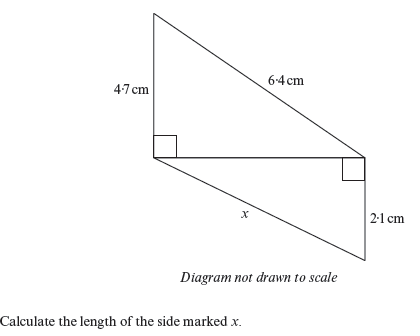 4·7 cm
6·4 cm
x
2·1 cm
Diagram not drawn to scale
Calculate the length of the side marked x.